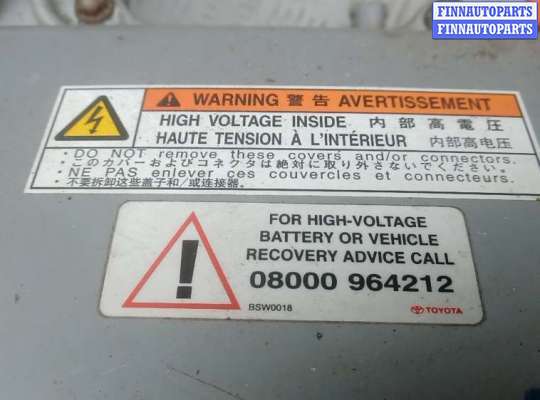 FINNAUTOPARTS
FINNAUTOPARTS
WARNING 警告 AVERTISSEMENT
HIGH VOLTAGE INSIDE 内部高電圧
HAUTE TENSION À L'INTÉRIEUR 内部高电压
・DO NOT remove these covers and/or connectors.
・このカバーおよびコネクタは絶対に取り外さないでください。
・NE PAS enlever ces couvercles et connecteurs.
・不要拆卸这些盖子和/或连接器.
FOR HIGH-VOLTAGE
BATTERY OR VEHICLE
RECOVERY ADVICE CALL
08000 964212
BSW0018
TOYOTA